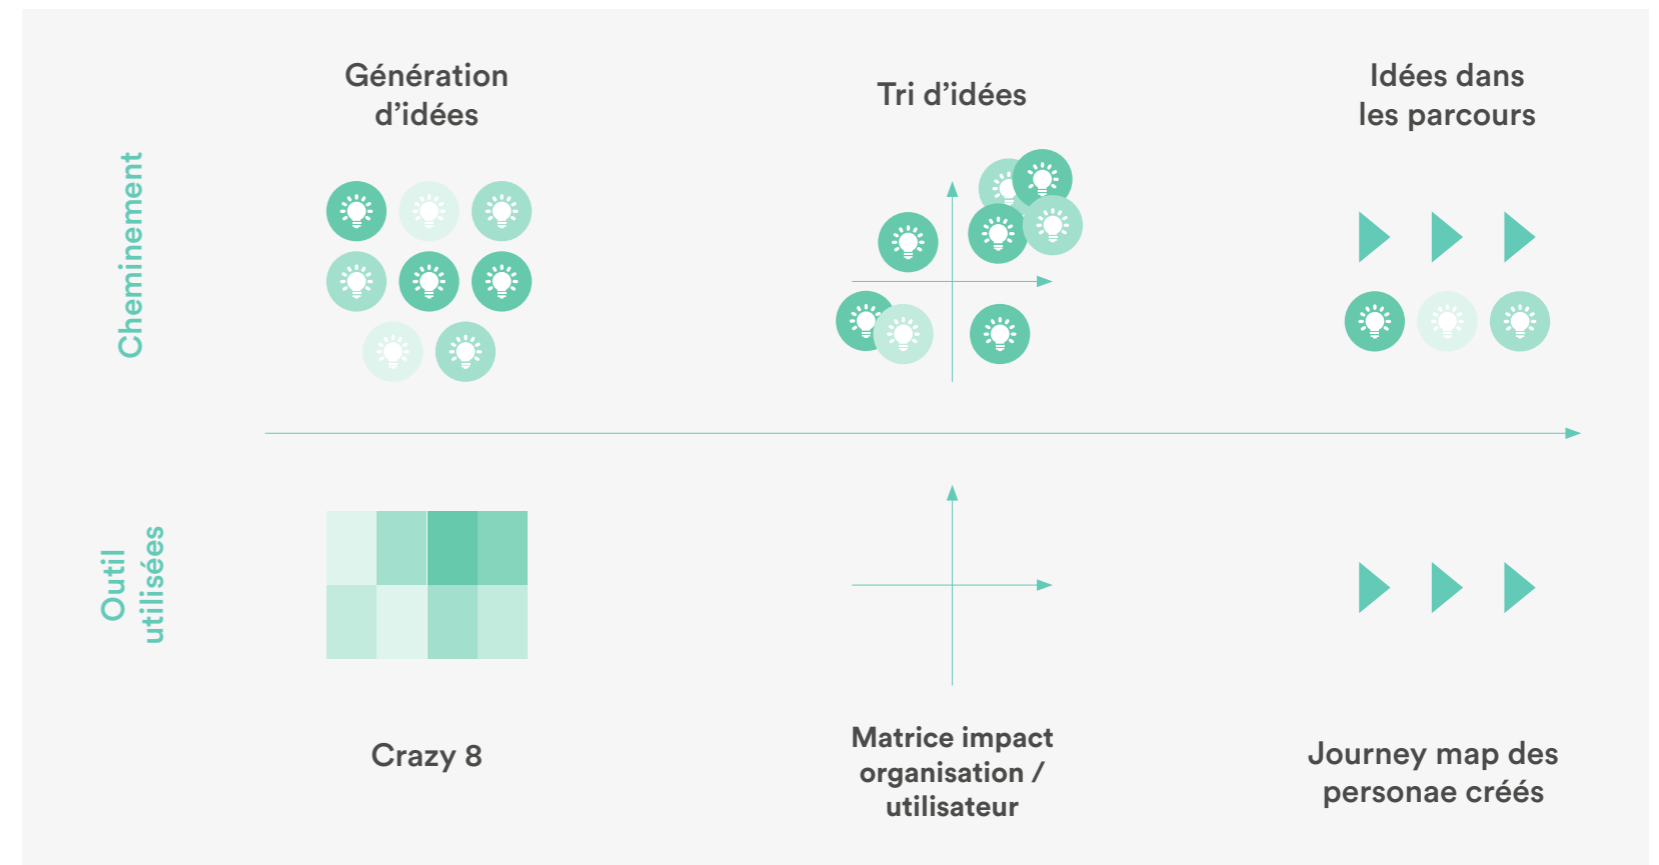 Génération
d’idées
Tri d’idées
Idées dans
les parcours
Cheminement
Outil
utilisées
Crazy 8
Matrice impact
organisation /
utilisateur
Journey map des
personae créés